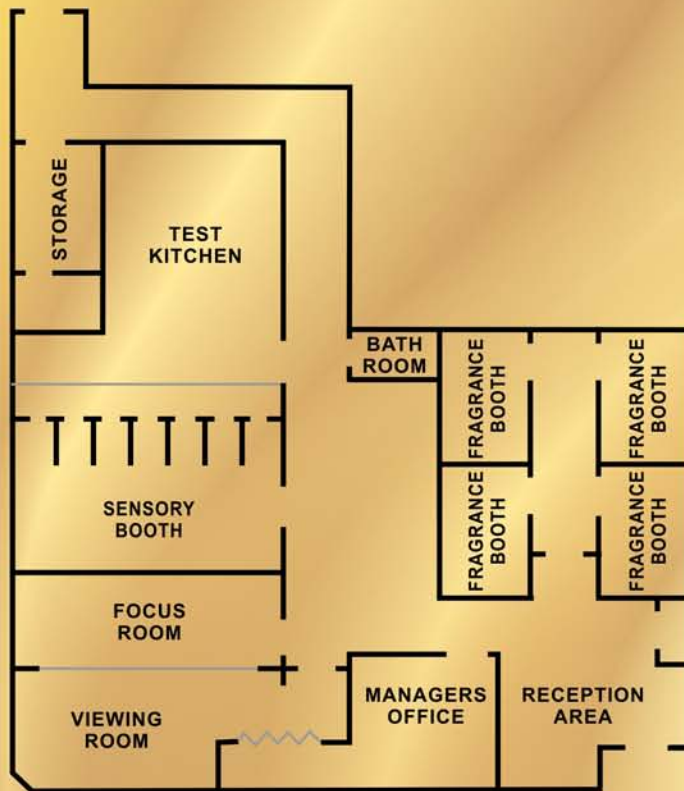 STORAGE
TEST
KITCHEN
BATH
ROOM
FRAGRANCE
BOOTH
FRAGRANCE
BOOTH
FRAGRANCE
BOOTH
FRAGRANCE
BOOTH
SENSORY
BOOTH
FOCUS
ROOM
VIEWING
ROOM
MANAGERS
OFFICE
RECEPTION
AREA